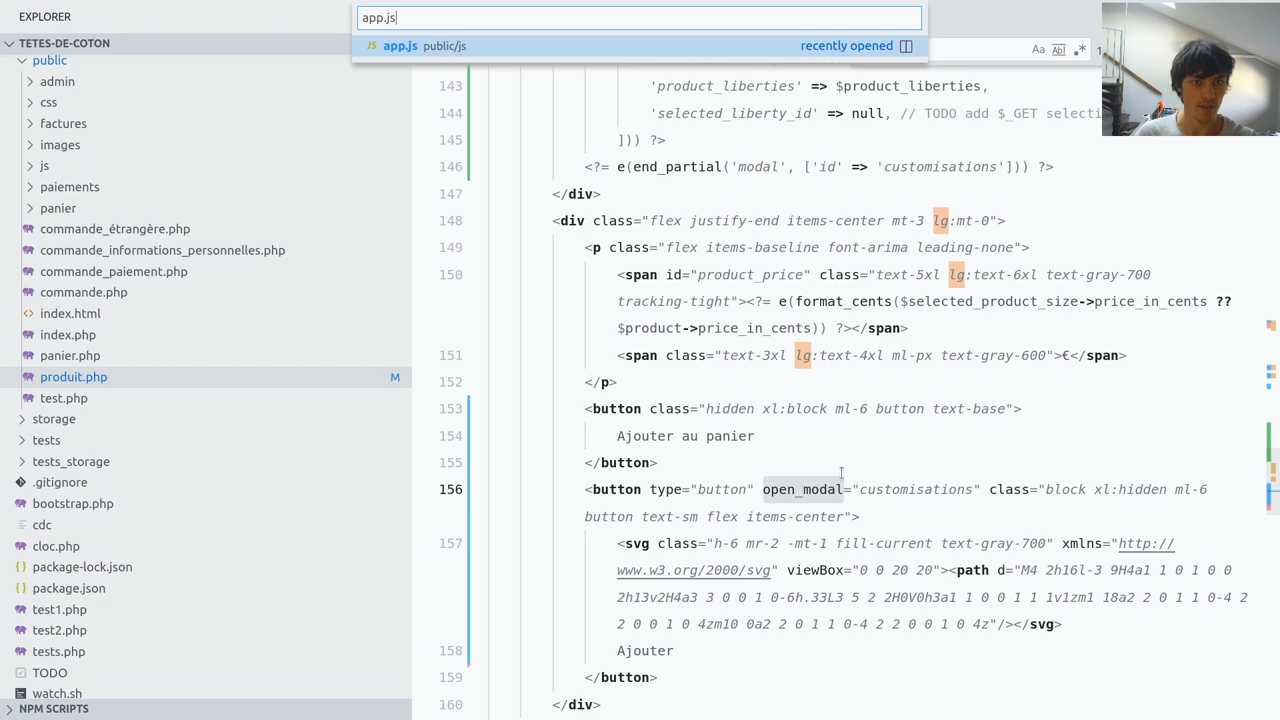 EXPLORER
TETES-DE-COTON
public
admin
css
factures
images
js
paiements
panier
commande_étrangère.php
commande_informations_personnelles.php
commande_paiement.php
commande.php
index.html
index.php
panier.php
produit.php M
test.php
storage
tests
tests_storage
.gitignore
bootstrap.php
cdc
cloc.php
package-lock.json
package.json
test1.php
test2.php
tests.php
TODO
watch.sh
NPM SCRIPTS
app.js
JS app.js public/js recently opened
Aa Abl .*
143 'product_liberties' => $product_liberties,
144 'selected_liberty_id' => null, // TODO add $_GET selecti
145 ])) ?>
146 <?= e(end_partial('modal', ['id' => 'customisations'])) ?>
147 </div>
148 <div class="flex justify-end items-center mt-3 lg:mt-0">
149 <p class="flex items-baseline font-arima leading-none">
150 <span id="product_price" class="text-5xl lg:text-6xl text-gray-700
tracking-tight"><?= e(format_cents($selected_product_size->price_in_cents ??
$product->price_in_cents)) ?></span>
151 <span class="text-3xl lg:text-4xl ml-px text-gray-600">€</span>
152 </p>
153 <button class="hidden xl:block ml-6 button text-base">
154 Ajouter au panier
155 </button>
156 <button type="button" open_modal="customisations" class="block xl:hidden ml-6
button text-sm flex items-center">
157 <svg class="h-6 mr-2 -mt-1 fill-current text-gray-700" xmlns="http://
www.w3.org/2000/svg" viewBox="0 0 20 20"><path d="M4 2h16l-3 9H4a1 1 0 1 0 0
2h13v2H4a3 3 0 0 1 0-6h.33L3 5 2 2H0V0h3a1 1 0 0 1 1 1v1zm1 18a2 2 0 1 1 0-4 2
2 0 0 1 0 4zm10 0a2 2 0 1 1 0-4 2 2 0 0 1 0 4z"/></svg>
158 Ajouter
159 </button>
160 </div>